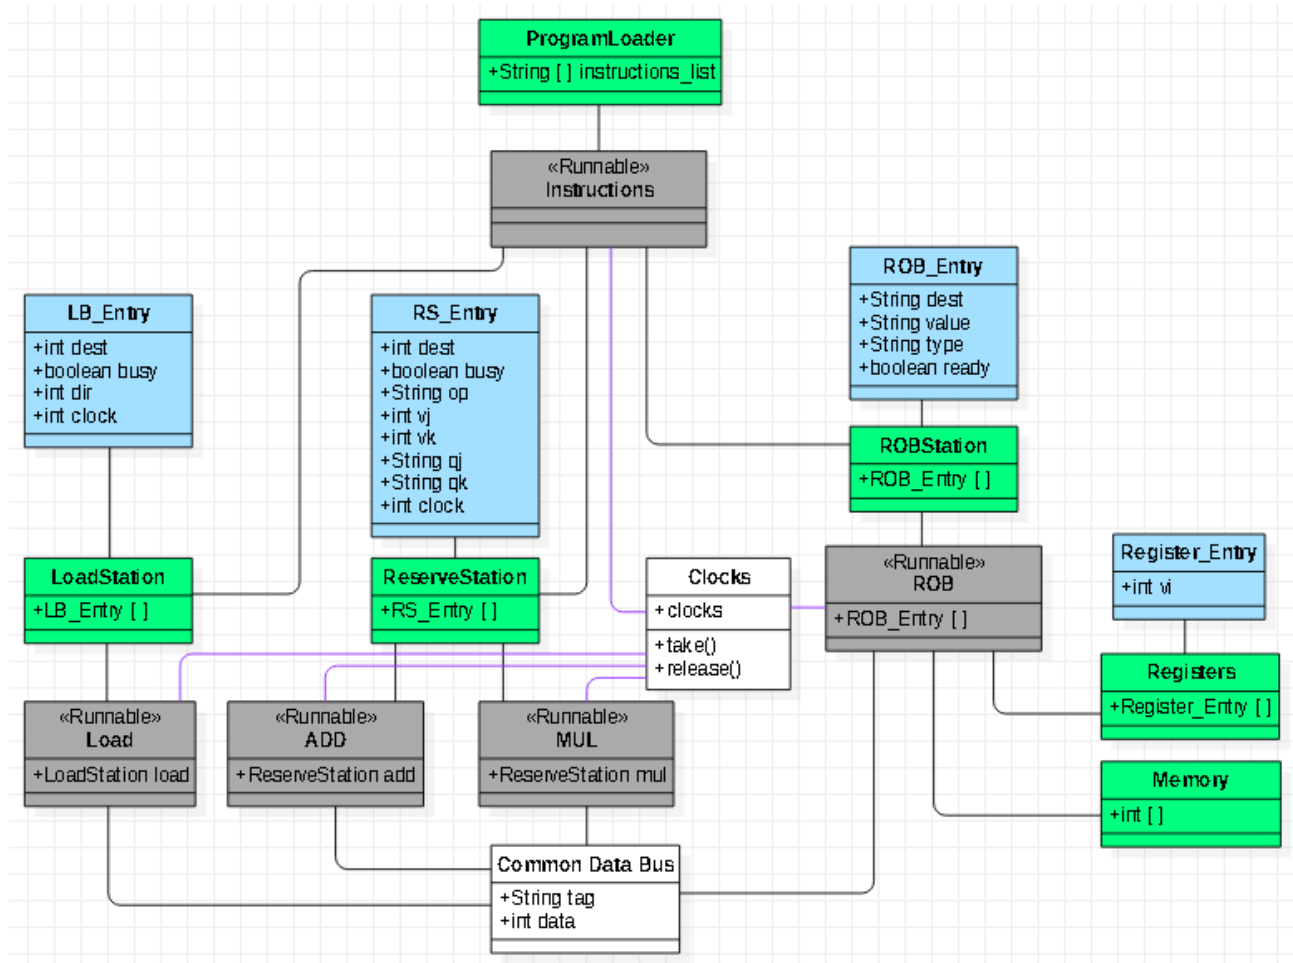 ProgramLoader
+String [ ] instructions_list
«Runnable»
Instructions
ROB_Entry
+String dest
+String value
+String type
+boolean ready
LB_Entry
+int dest
+boolean busy
+int dir
+int clock
RS_Entry
+int dest
+boolean busy
+String op
+int vj
+int vk
+String qj
+String qk
+int clock
ROBStation
+ROB_Entry [ ]
Register_Entry
+int vi
LoadStation
+LB_Entry [ ]
ReserveStation
+RS_Entry [ ]
Clocks
+clocks
+take()
+release()
«Runnable»
ROB
+ROB_Entry [ ]
Registers
+Register_Entry [ ]
«Runnable»
Load
+LoadStation load
«Runnable»
ADD
+ReserveStation add
«Runnable»
MUL
+ReserveStation mul
Memory
+int [ ]
Common Data Bus
+String tag
+int data